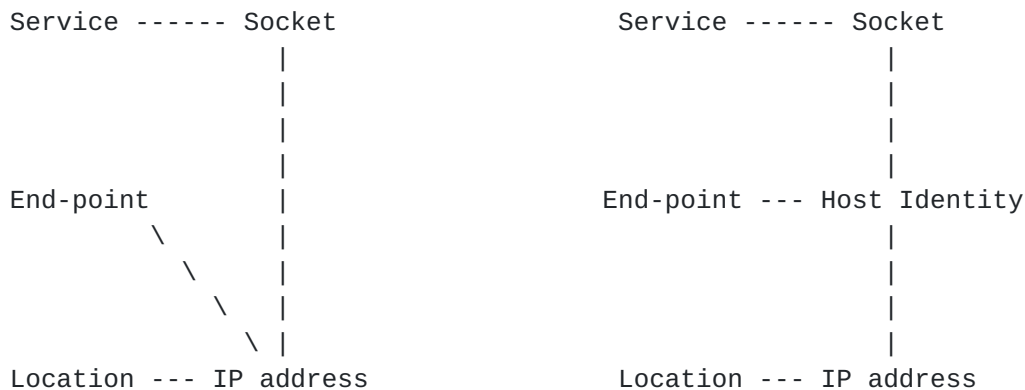 Service ------ Socket                  Service ------ Socket
                 |                                      |
                 |                                      |
                 |                                      |
                 |                                      |
End-point        |                    End-point --- Host Identity
         \       |                                      |
           \     |                                      |
             \   |                                      |
               \ |                                      |
Location --- IP address                Location --- IP address